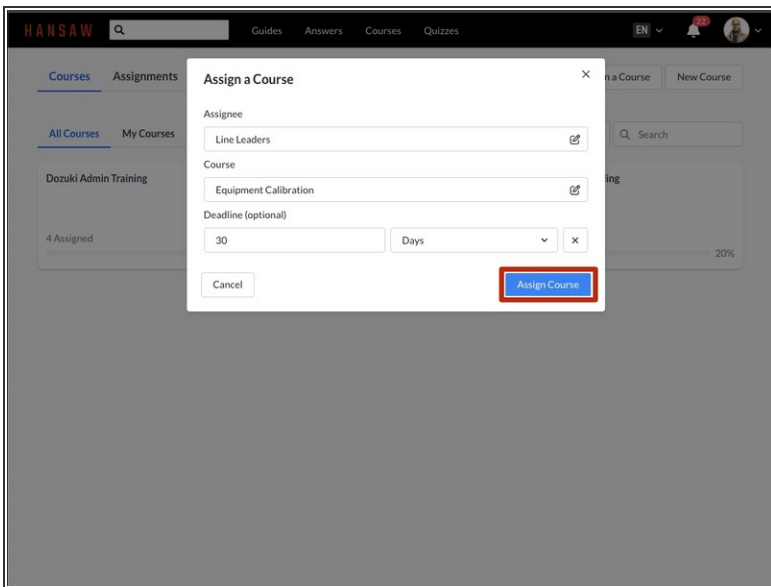 HANSAW
Guides Answers Courses Quizzes
EN
22
Courses Assignments
n a Course New Course
Assign a Course
Assignee
Line Leaders
Course
Equipment Calibration
Deadline (optional)
30 Days
Cancel Assign Course
All Courses My Courses
Search
Dozuki Admin Training
ing
4 Assigned
20%